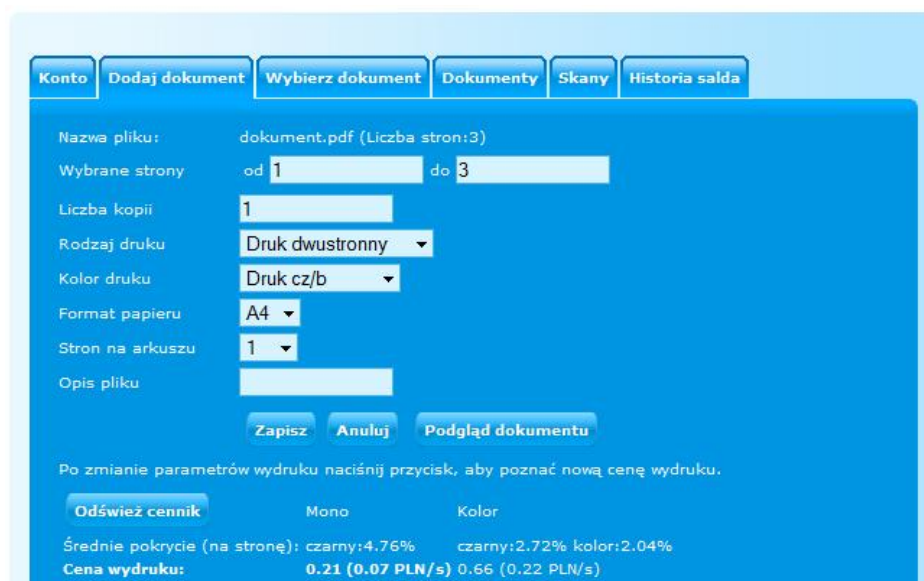 Konto Dodaj dokument Wybierz dokument Dokumenty Skany Historia salda
Nazwa pliku: dokument.pdf (Liczba stron:3)
Wybrane strony od 1 do 3
Liczba kopii 1
Rodzaj druku Druk dwustronny
Kolor druku Druk cz/b
Format papieru A4
Stron na arkuszu 1
Opis pliku
Zapisz Anuluj Podgląd dokumentu
Po zmianie parametrów wydruku naciśnij przycisk, aby poznać nową cenę wydruku.
Odśwież cennik Mono Kolor
Średnie pokrycie (na stronę): czarny:4.76% czarny:2.72% kolor:2.04%
Cena wydruku: 0.21 (0.07 PLN/s) 0.66 (0.22 PLN/s)